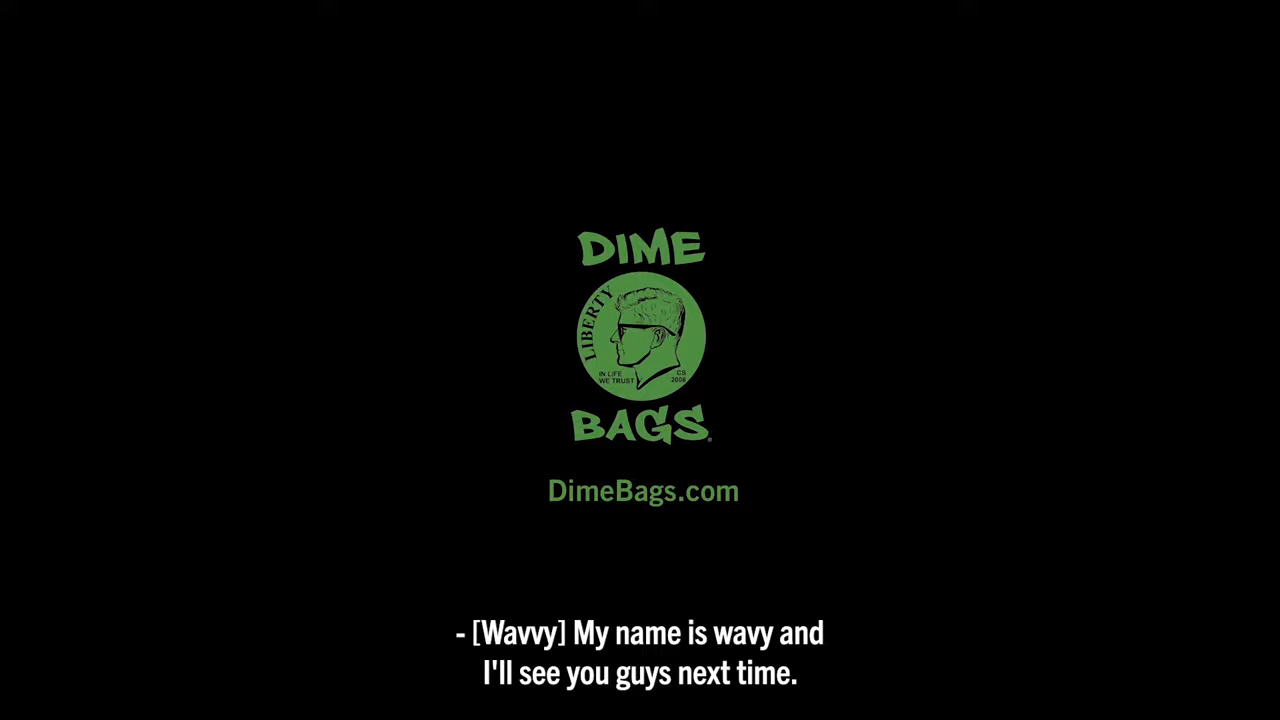 DIME
LIBERTY
IN LIFE
WE TRUST
CS
2008
BAGS
DimeBags.com
- [Wavvy] My name is wavy and
I'll see you guys next time.